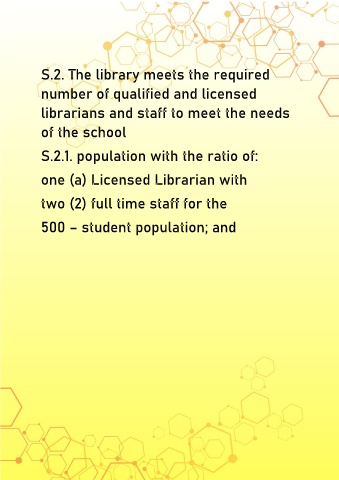 S.2. The library meets the required
number of qualified and licensed
librarians and staff to meet the needs
of the school
S.2.1. population with the ratio of:
one (a) Licensed Librarian with
two (2) full time staff for the
500 – student population; and